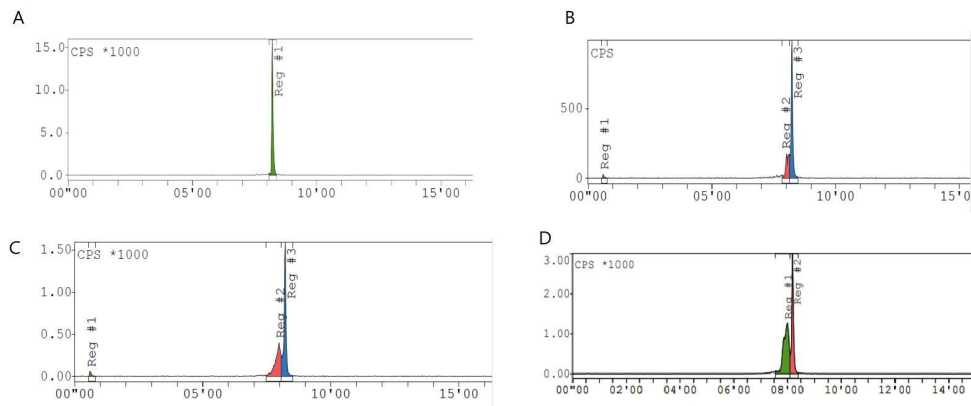 A
CPS *1000
15.0
10.0
5.0
0.0
Reg #1
00"00 05'00 10'00 15'00
B
CPS
500
0
Reg #1
Reg #2
Reg #3
00"00 05'00 10'00 15'0
C
CPS *1000
1.50
1.00
0.50
0.00
Reg #1
Reg #2
Reg #3
00"00 05'00 10'00 15'00
D
CPS *1000
3.00
2.00
1.00
0.00
Reg #1
Reg #2
00"00 02'00 04'00 06'00 08'00 10'00 12'00 14'00